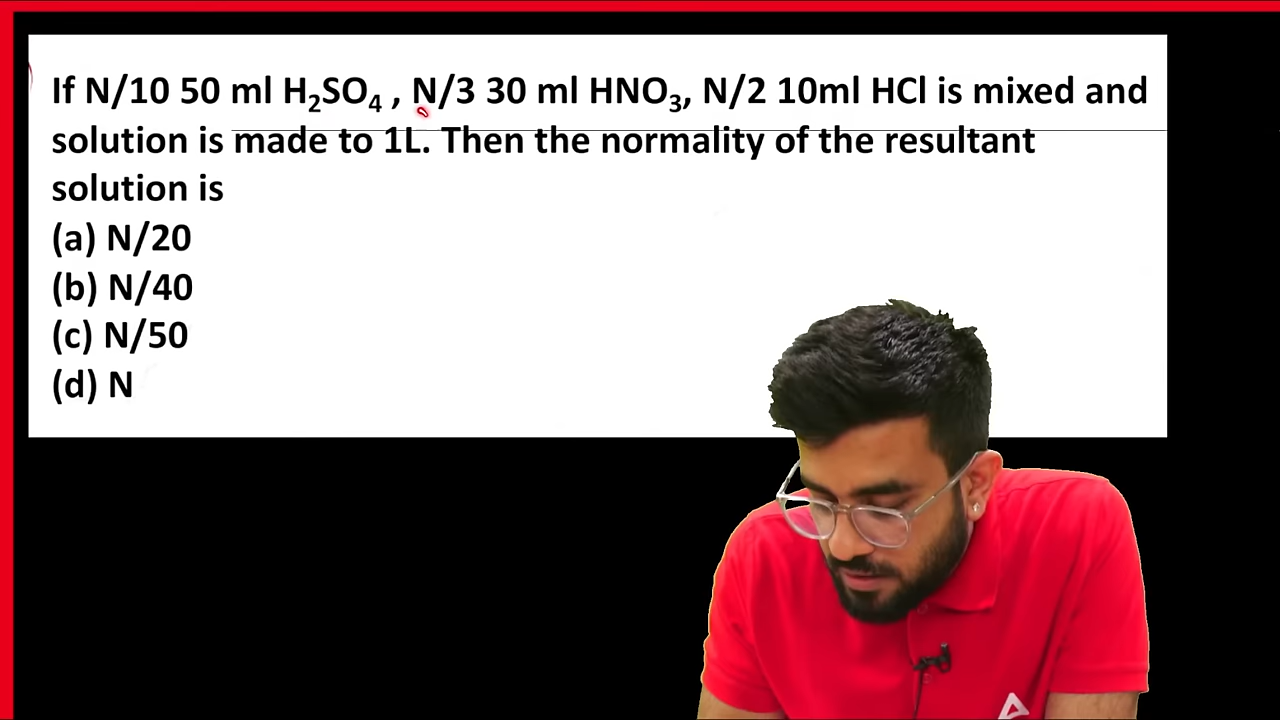 If N/10 50 ml H₂SO₄ , N/3 30 ml HNO₃, N/2 10ml HCl is mixed and
solution is made to 1L. Then the normality of the resultant
solution is
(a) N/20
(b) N/40
(c) N/50
(d) N